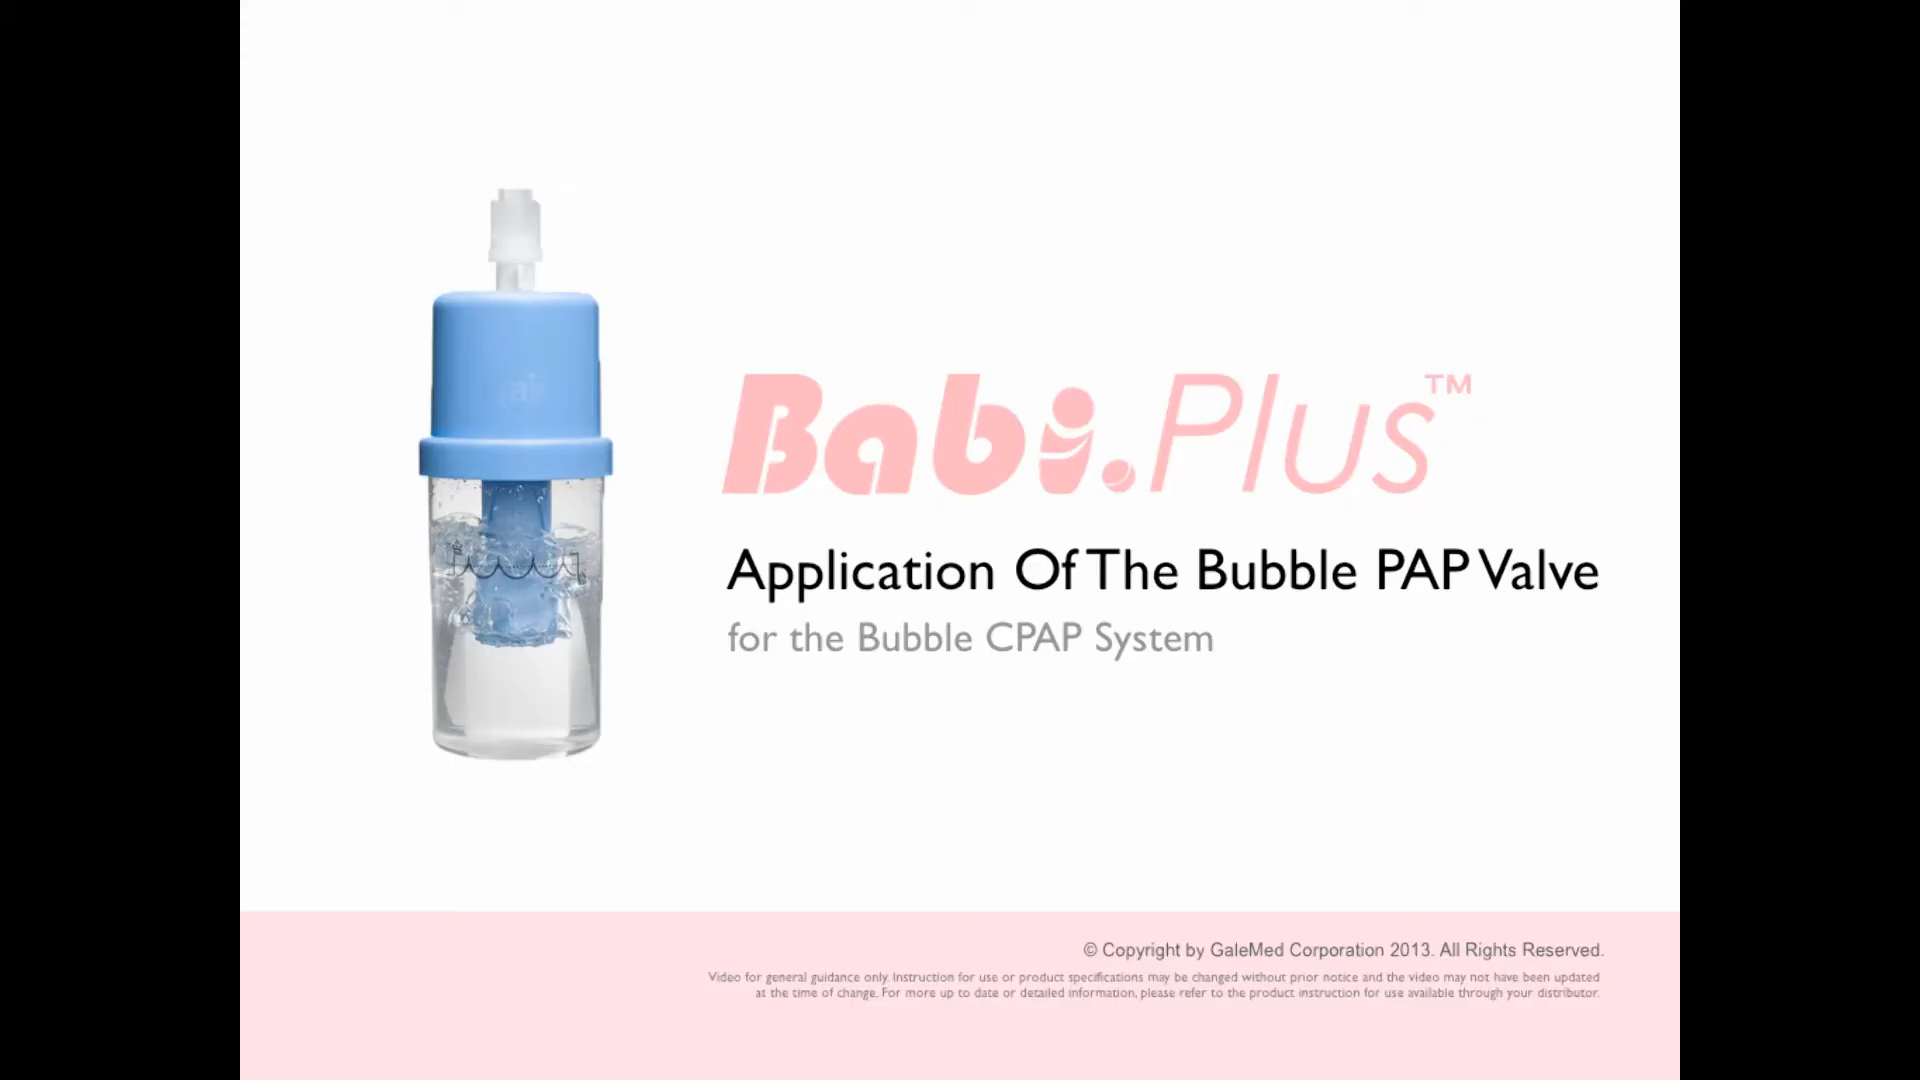 Babi.Plus™
Application Of The Bubble PAP Valve
for the Bubble CPAP System
© Copyright by GaleMed Corporation 2013. All Rights Reserved.
Video for general guidance only. Instruction for use or product specifications may be changed without prior notice and the video may not have been updated
at the time of change. For more up to date or detailed information, please refer to the product instruction for use available through your distributor.